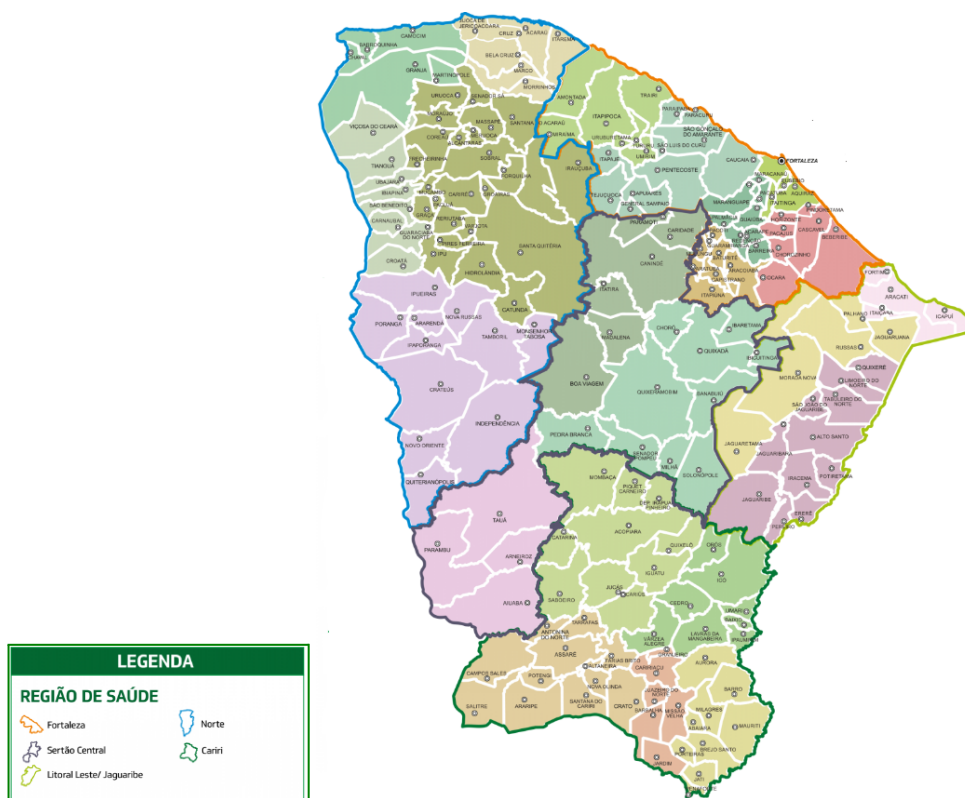 JIJOCA DE
JERICOACOARA
CRUZ
ACARAÚ
ITAREMA
CAMOCIM
BARROQUINHA
CHAVAL
BELA CRUZ
GRANJA
MARCO
MARTINÓPOLE
MORRINHOS
URUOCA
SENADOR SÁ
AMONTADA
TRAIRI
VIÇOSA DO CEARÁ
MASSAPÊ
SANTANA DO ACARAÚ
ITAPIPOCA
PARACURU
COREAÚ
ALCÂNTARAS
MIRAÍMA
URUBURETAMA
SÃO GONÇALO
DO AMARANTE
TIANGUÁ
FRECHEIRINHA
SOBRAL
UMIRIM
SÃO LUÍS DO CURU
FORQUILHA
IRAUÇUBA
ITAPAJÉ
PENTECOSTE
CAUCAIA
FORTALEZA
UBAJARA
IBIAPINA
MUCAMBO
CARIRÉ
TEJUÇUOCA
APUIARÉS
MARACANAÚ
AQUIRAZ
SÃO BENEDITO
GRAÇA
GENERAL SAMPAIO
MARANGUAPE
ITAITINGA
CARNAUBAL
RERIUTABA
VARJOTA
PARAMOTI
PALMÁCIA
GUAIÚBA
HORIZONTE
GUARACIABA
DO NORTE
PIRES FERREIRA
SANTA QUITÉRIA
CARIDADE
PACAJUS
CASCAVEL
BEBERIBE
CROATÁ
IPU
HIDROLÂNDIA
CANINDÉ
BATURITÉ
BARREIRA
CHOROZINHO
ARACOIABA
CAPISTRANO
OCARA
FORTIM
IPUEIRAS
CATUNDA
ITATIRA
ITAPIÚNA
ARACATI
ICAPUÍ
PORANGA
ARARENDÁ
NOVA RUSSAS
MONSENHOR
TABOSA
CHORÓ
IBARETAMA
PALHANO
ITAIÇABA
IPAPORANGA
TAMBORIL
MADALENA
JAGUARUANA
QUIXADÁ
IBICUITINGA
RUSSAS
QUIXERÉ
CRATEÚS
BOA VIAGEM
MORADA NOVA
LIMOEIRO DO
NORTE
QUIXERAMOBIM
BANABUIÚ
TABULEIRO DO
NORTE
SÃO JOÃO DO
JAGUARIBE
INDEPENDÊNCIA
NOVO ORIENTE
PEDRA BRANCA
ALTO SANTO
SENADOR
POMPEU
MILHÃ
JAGUARETAMA
JAGUARIBARA
QUITERIANÓPOLIS
MOMBAÇA
SOLONÓPOLE
POTIRETAMA
PIQUET
CARNEIRO
IRACEMA
JAGUARIBE
DEP. IRAPUAN
PINHEIRO
ERERÊ
TAUÁ
PEREIRO
ACOPIARA
PARAMBU
CATARINA
QUIXELÔ
ORÓS
ARNEIROZ
IGUATU
ICÓ
JUCÁS
CARIÚS
AIUABA
SABOEIRO
CEDRO
UMARI
BAIXIO
TARRAFAS
ANTONINA
DO NORTE
VÁRZEA
ALEGRE
LAVRAS DA
MANGABEIRA
IPAUMIRIM
ASSARÉ
GRANJEIRO
FARIAS BRITO
AURORA
CAMPOS SALES
ALTANEIRA
CARIRIAÇU
POTENGI
NOVA OLINDA
BARRO
SALITRE
ARARIPE
SANTANA DO
CARIRI
CRATO
JUAZEIRO DO
NORTE
MISSÃO
VELHA
MILAGRES
BARBALHA
ABAIARA
MAURITI
PORTEIRAS
BREJO SANTO
JARDIM
JATI
LEGENDA
REGIÃO DE SAÚDE
Fortaleza
Norte
Sertão Central
Cariri
Litoral Leste/ Jaguaribe